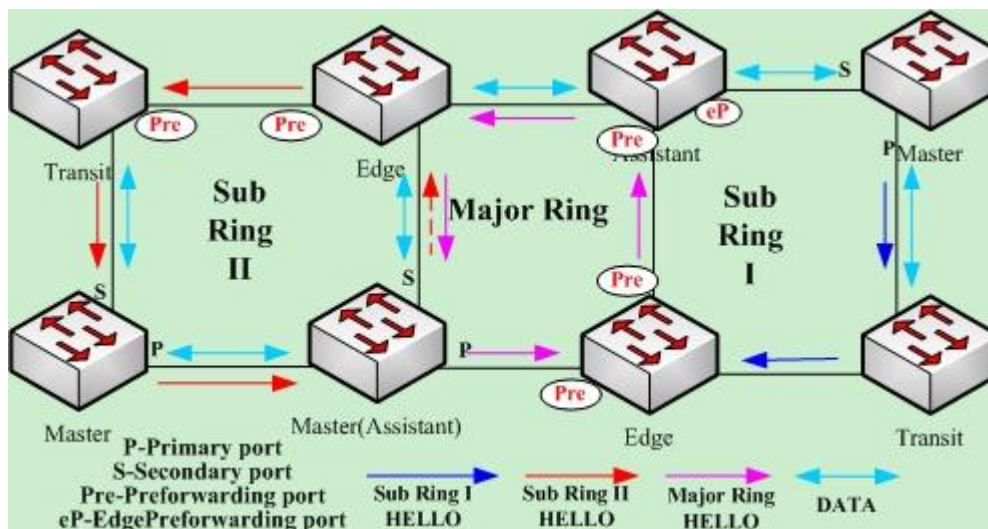 S
Pre
Pre
eP
Pre
Assistant
Transit
Edge
P
Master
Sub
Ring
II
Major Ring
Sub
Ring
I
S
S
Pre
P
P
Pre
Master
Master(Assistant)
Edge
Transit
P-Primary port
S-Secondary port
Pre-Preforwarding port
eP-EdgePreforwarding port
Sub Ring I
HELLO
Sub Ring II
HELLO
Major Ring
HELLO
DATA